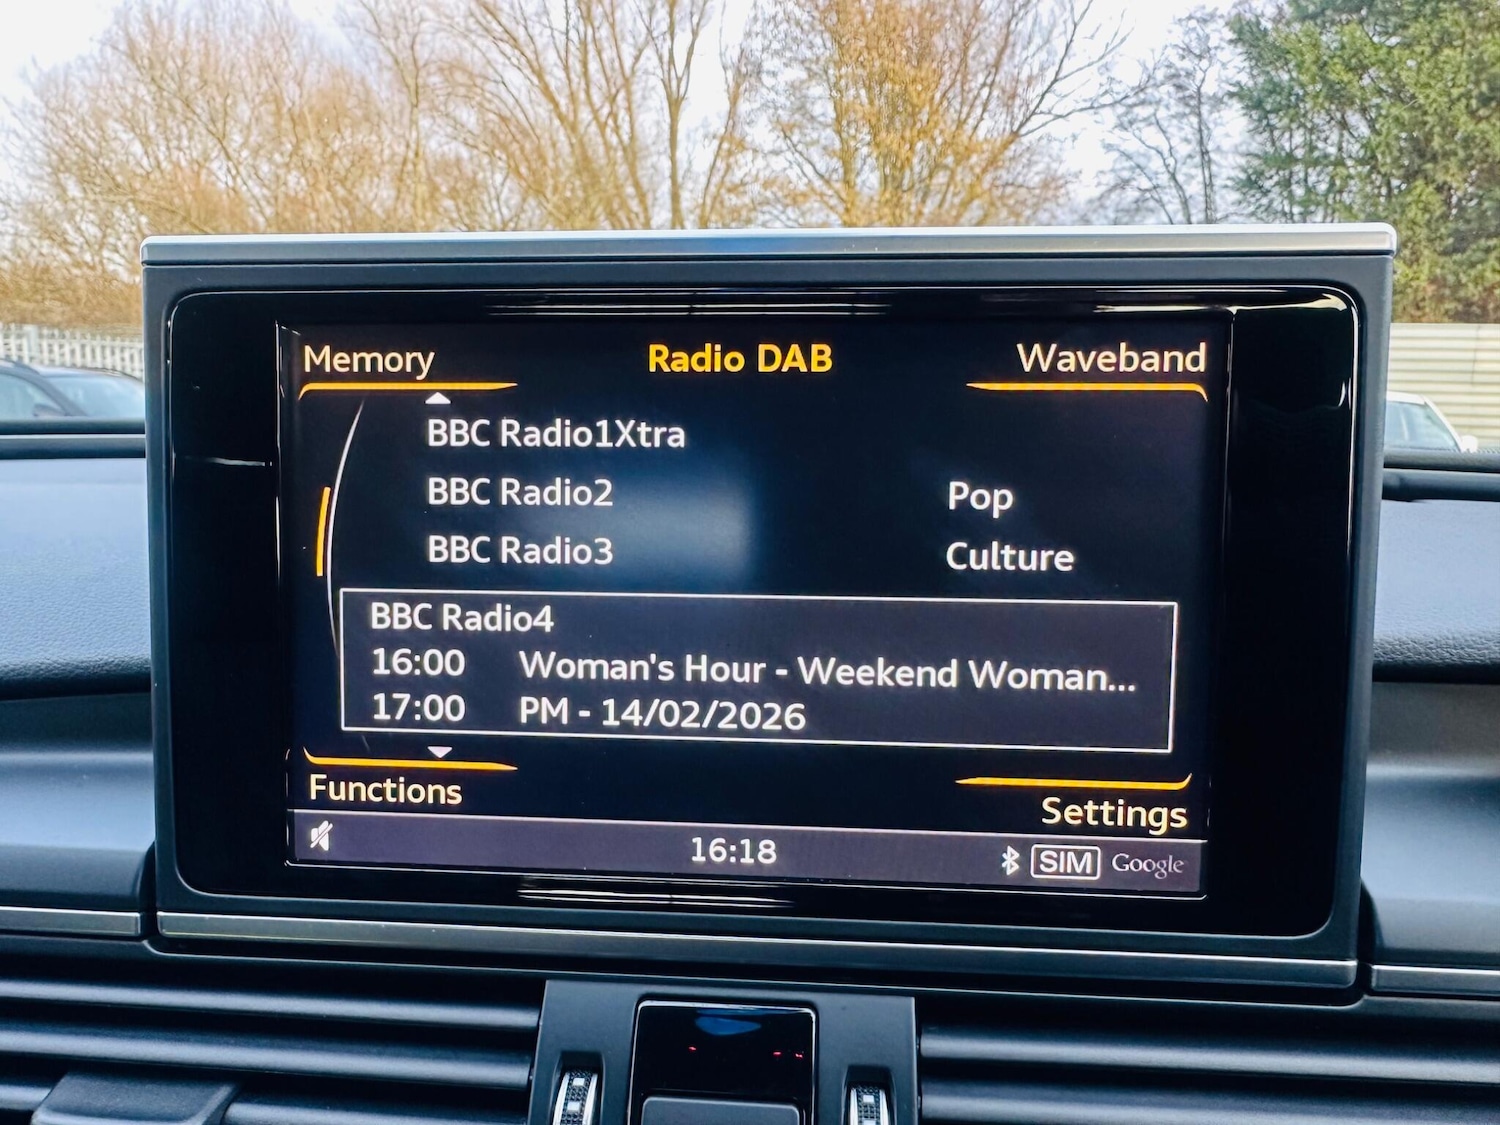 Memory Radio DAB Waveband
BBC Radio1Xtra
BBC Radio2 Pop
BBC Radio3 Culture
BBC Radio4
16:00 Woman's Hour - Weekend Woman...
17:00 PM - 14/02/2026
Functions
Settings
16:18 SIM Google